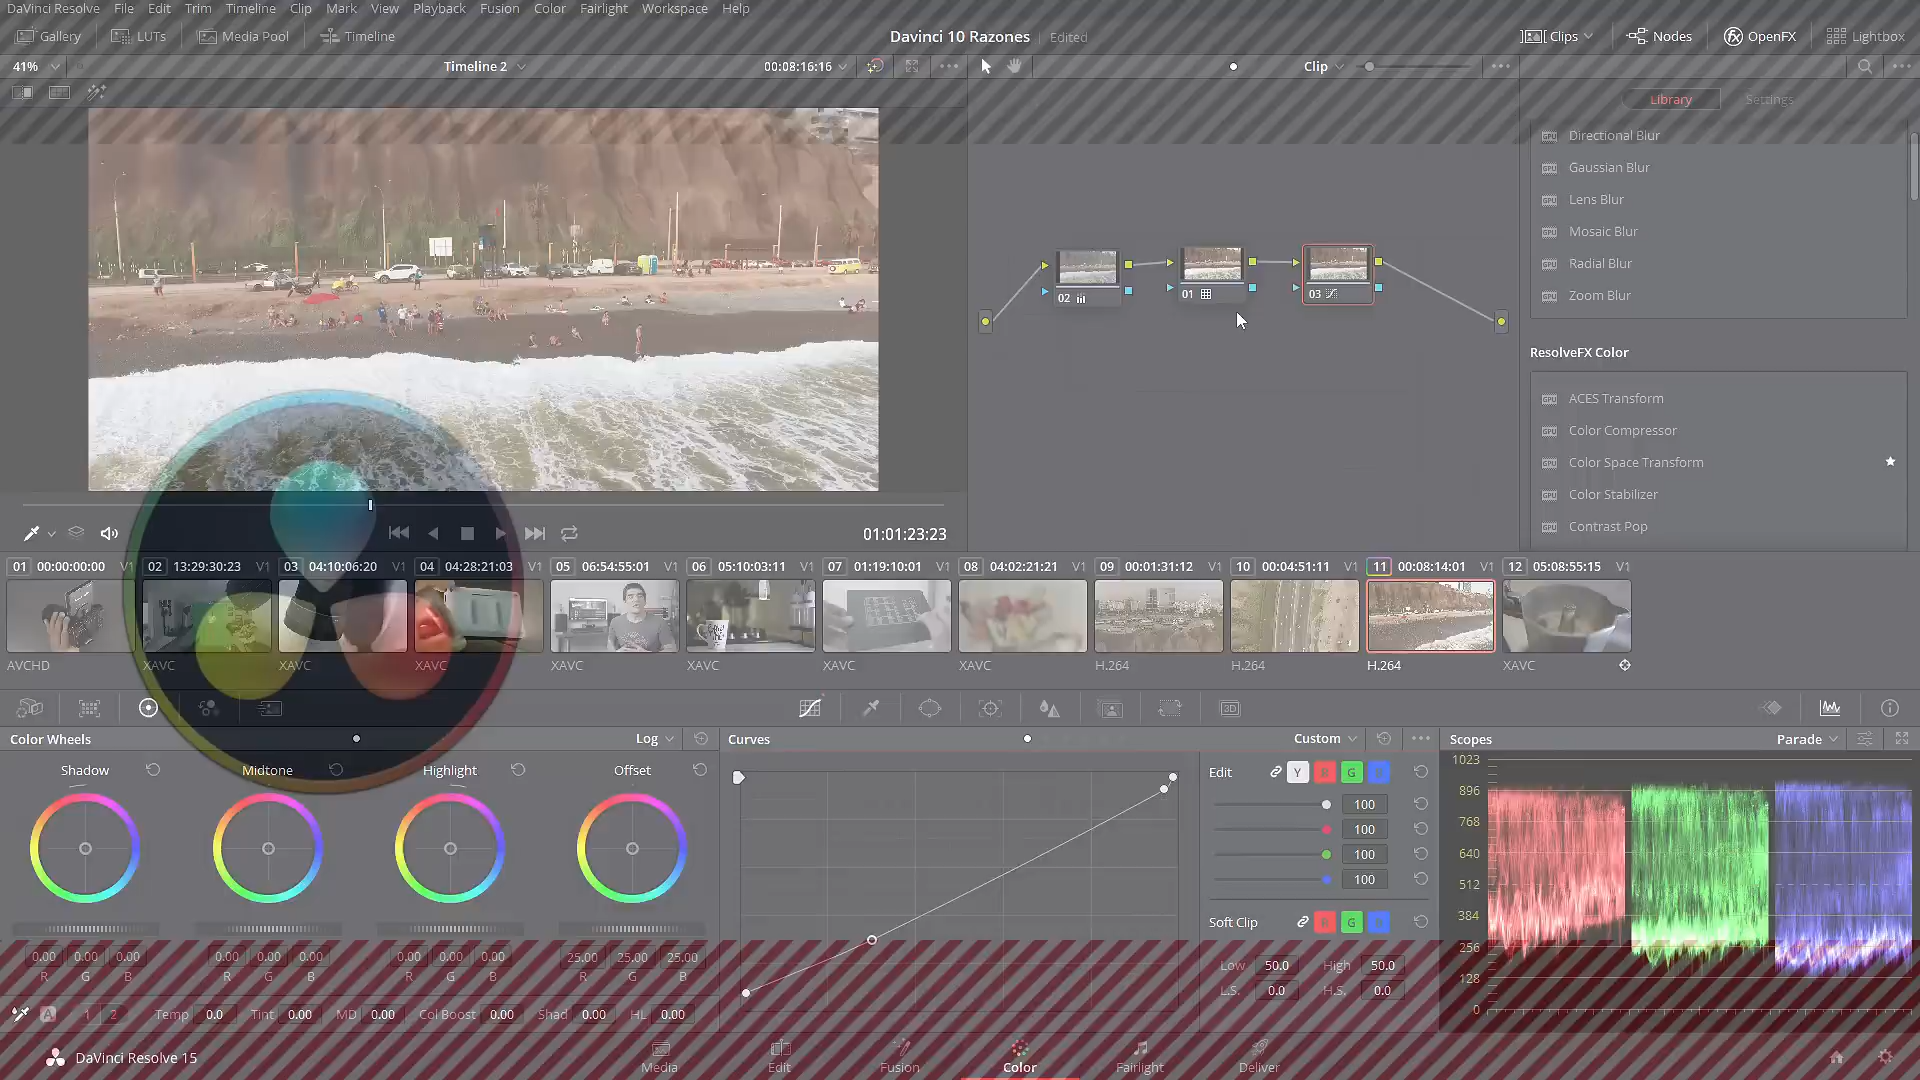 DaVinci Resolve File Edit Trim Timeline Clip Mark View Playback Fusion Color Fairlight Workspace Help
Gallery LUTs Media Pool Timeline Davinci 10 Razones Edited Clips Nodes OpenFX Lightbox
41% Timeline 2 00:08:16:16 Clip
Library Settings
Directional Blur
Gaussian Blur
Lens Blur
Mosaic Blur
Radial Blur
Zoom Blur
02 01 03
ResolveFX Color
ACES Transform
Color Compressor
Color Space Transform
Color Stabilizer
Contrast Pop
01:01:23:23
01 00:00:00:00 V1 02 13:29:30:23 V1 03 04:10:06:20 V1 04 04:28:21:03 V1 05 06:54:55:01 V1 06 05:10:03:11 V1 07 01:19:10:01 V1 08 04:02:21:21 V1 09 00:01:31:12 V1 10 00:04:51:11 V1 11 00:08:14:01 V1 12 05:08:55:15 V1
AVCHD XAVC XAVC XAVC XAVC XAVC XAVC XAVC H.264 H.264 H.264 XAVC
3D
Color Wheels Log Curves Custom Scopes Parade
Shadow Midtone Highlight Offset
Edit Y R G B
100
100
100
100
Soft Clip R G B
Low 50.0 High 50.0
L.S. 0.0 H.S. 0.0
1023
896
768
640
512
384
256
128
0
0.00 0.00 0.00 0.00 0.00 0.00 0.00 0.00 0.00 25.00 25.00 25.00
R G B R G B R G B R G B
A 1 2 Temp 0.0 Tint 0.00 MD 0.00 Col Boost 0.00 Shad 0.00 HL 0.00
DaVinci Resolve 15 Media Edit Fusion Color Fairlight Deliver